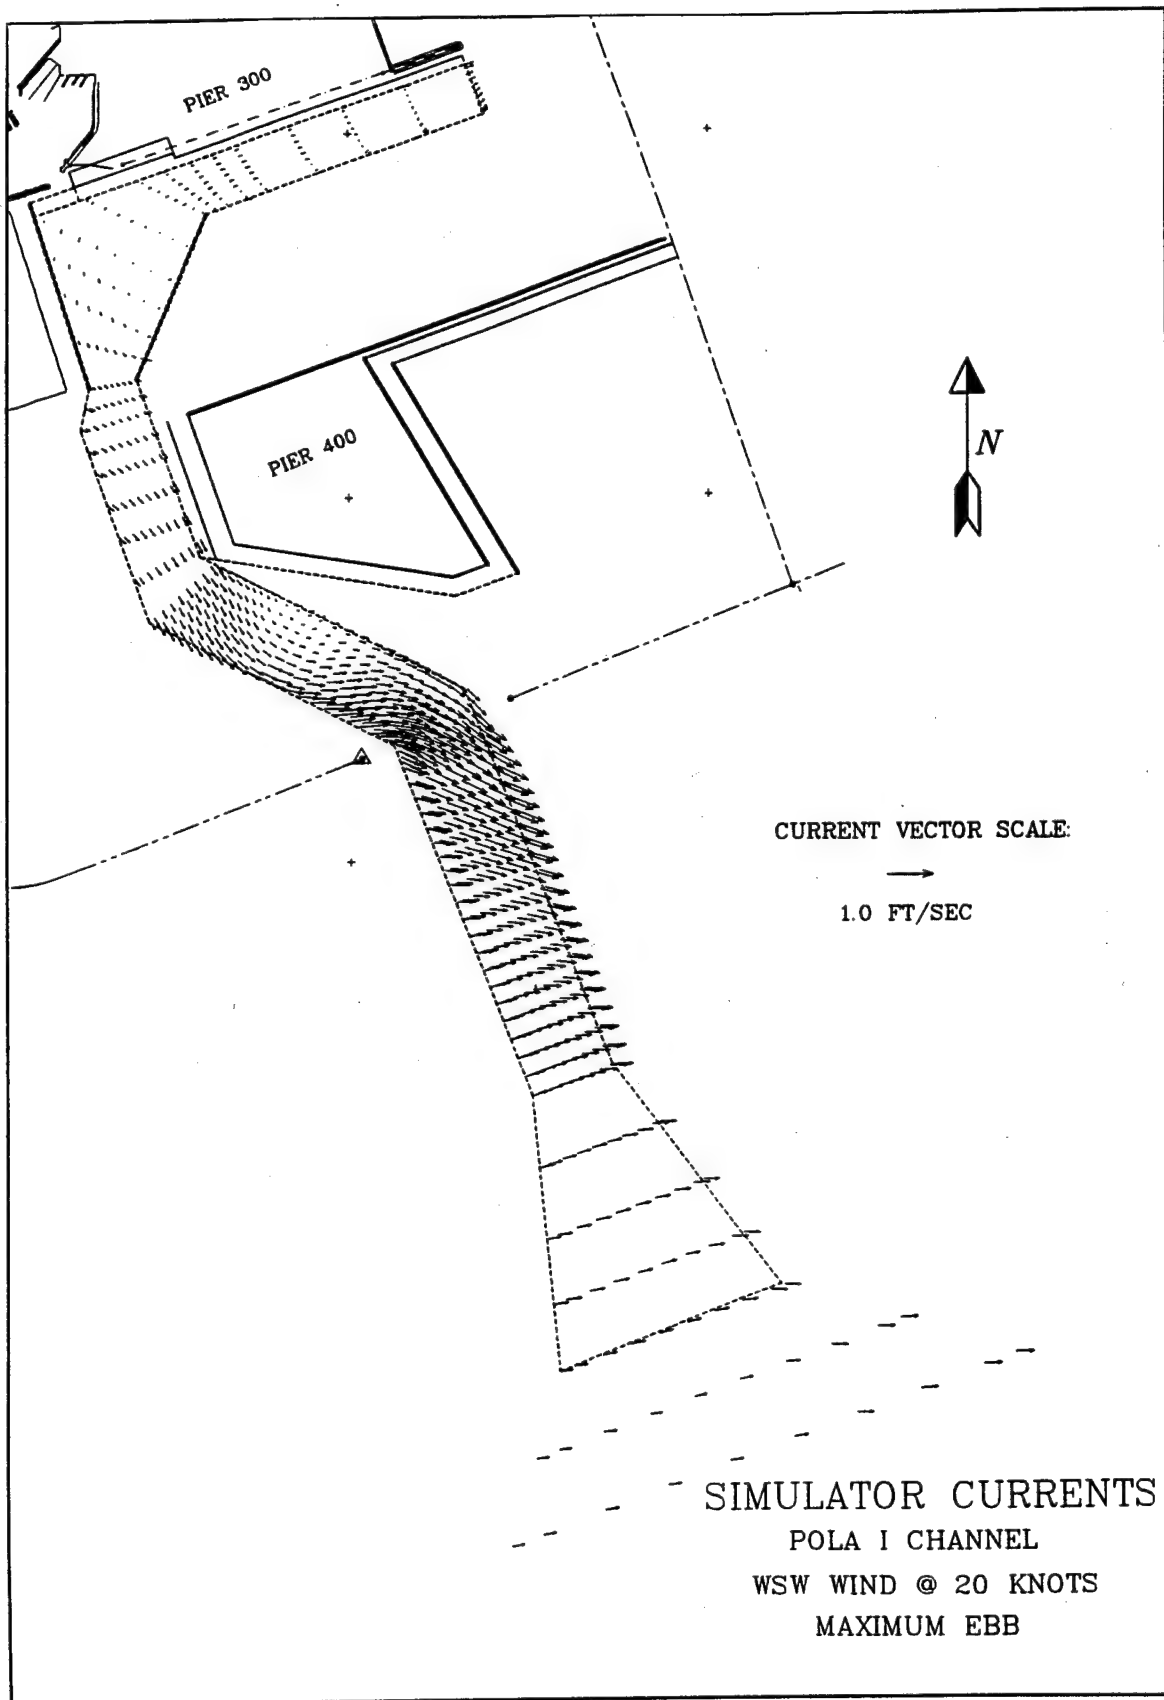 PIER 300
PIER 400
N
CURRENT VECTOR SCALE:
1.0 FT/SEC
SIMULATOR CURRENTS
POLA I CHANNEL
WSW WIND @ 20 KNOTS
MAXIMUM EBB